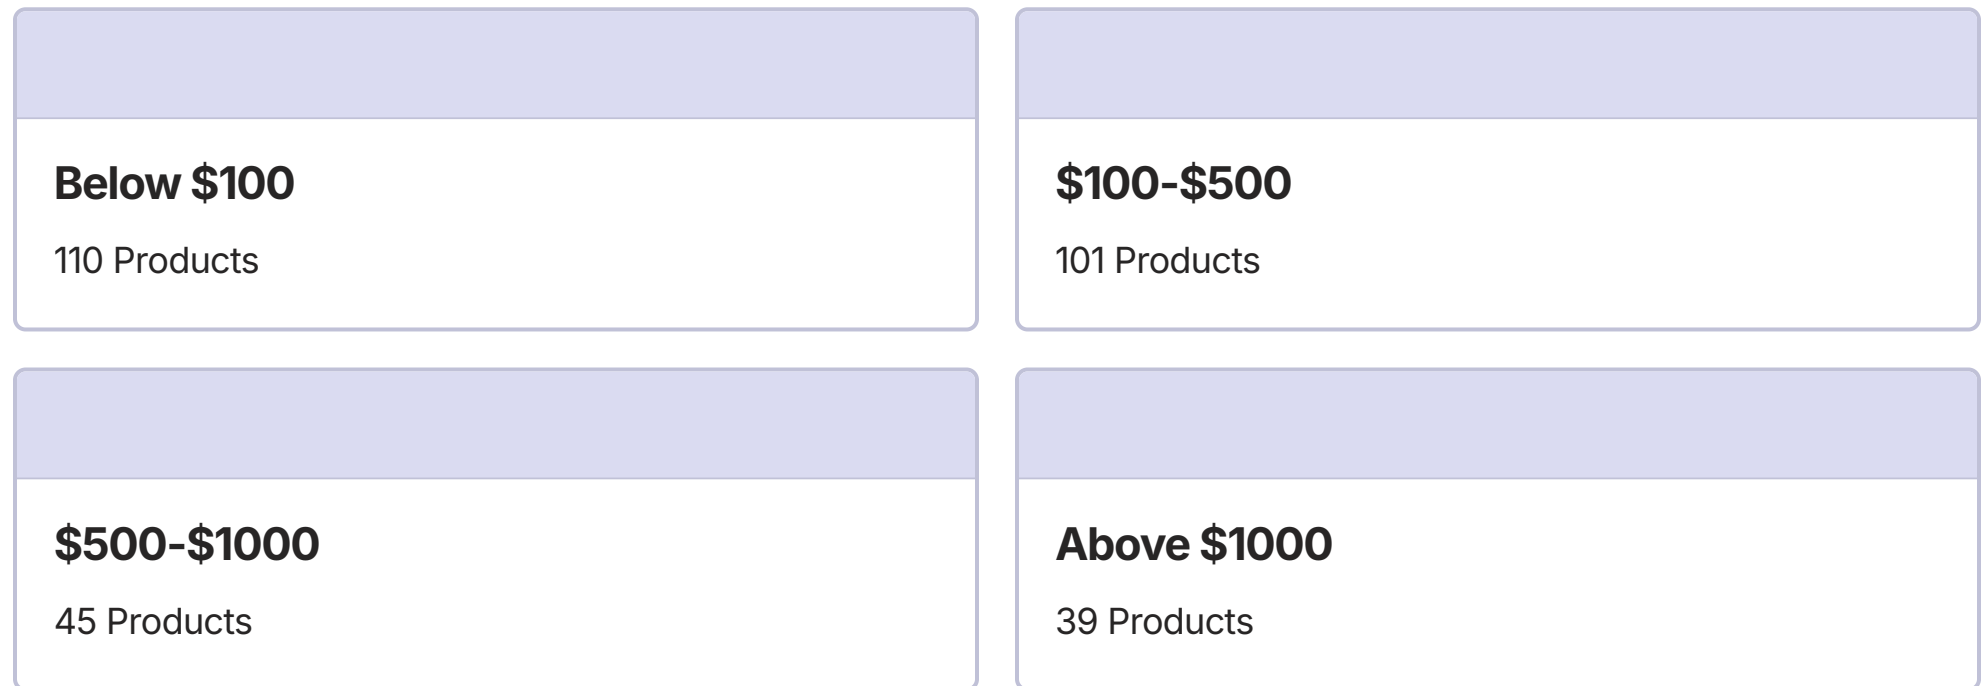 Below $100
110 Products
$100-$500
101 Products
$500-$1000
45 Products
Above $1000
39 Products